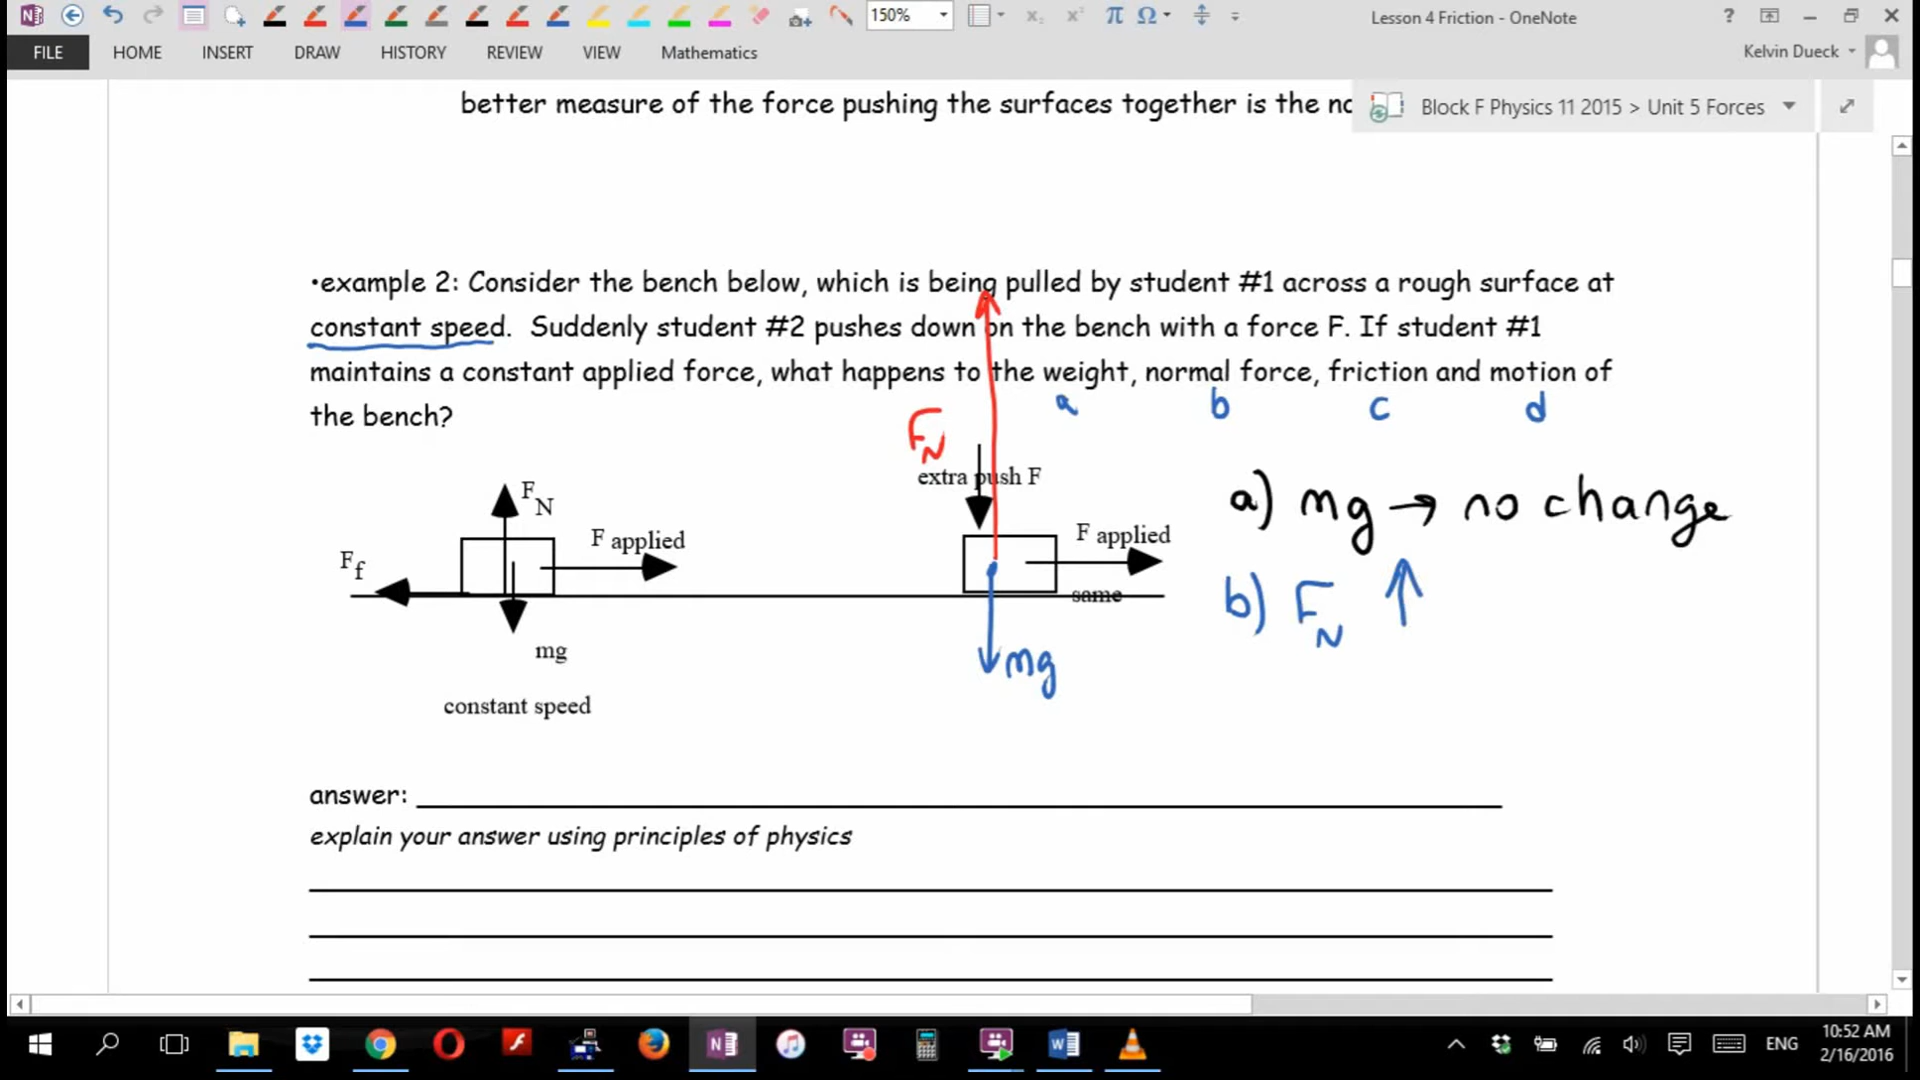 150%
π Ω
Lesson 4 Friction - OneNote
?
FILE HOME INSERT DRAW HISTORY REVIEW VIEW Mathematics
Kelvin Dueck
better measure of the force pushing the surfaces together is the no
Block F Physics 11 2015 > Unit 5 Forces
•example 2: Consider the bench below, which is being pulled by student #1 across a rough surface at
constant speed. Suddenly student #2 pushes down on the bench with a force F. If student #1
maintains a constant applied force, what happens to the weight, normal force, friction and motion of
a b c d
the bench?
F_N
extra push F
a) mg → no change
F_N
F applied
F applied
F_f
same
b) F_N ↑
mg
mg
constant speed
answer:
explain your answer using principles of physics
ENG
10:52 AM
2/16/2016